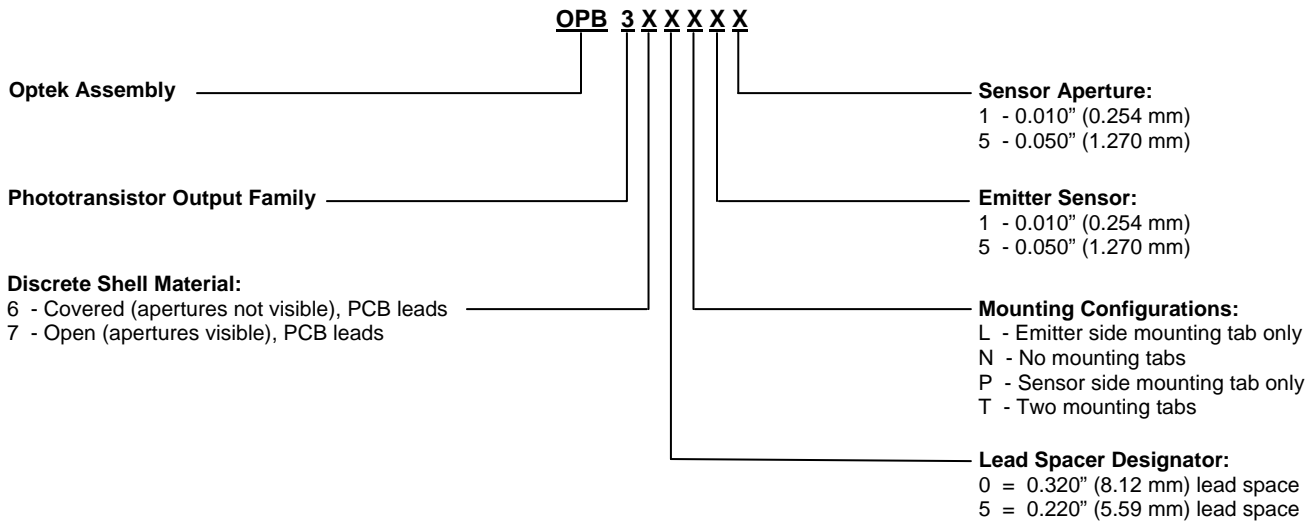 OPB 3 X X X X X
Optek Assembly
Phototransistor Output Family
Discrete Shell Material:
6 - Covered (apertures not visible), PCB leads
7 - Open (apertures visible), PCB leads
Sensor Aperture:
1 - 0.010” (0.254 mm)
5 - 0.050” (1.270 mm)
Emitter Sensor:
1 - 0.010” (0.254 mm)
5 - 0.050” (1.270 mm)
Mounting Configurations:
L - Emitter side mounting tab only
N - No mounting tabs
P - Sensor side mounting tab only
T - Two mounting tabs
Lead Spacer Designator:
0 = 0.320” (8.12 mm) lead space
5 = 0.220” (5.59 mm) lead space